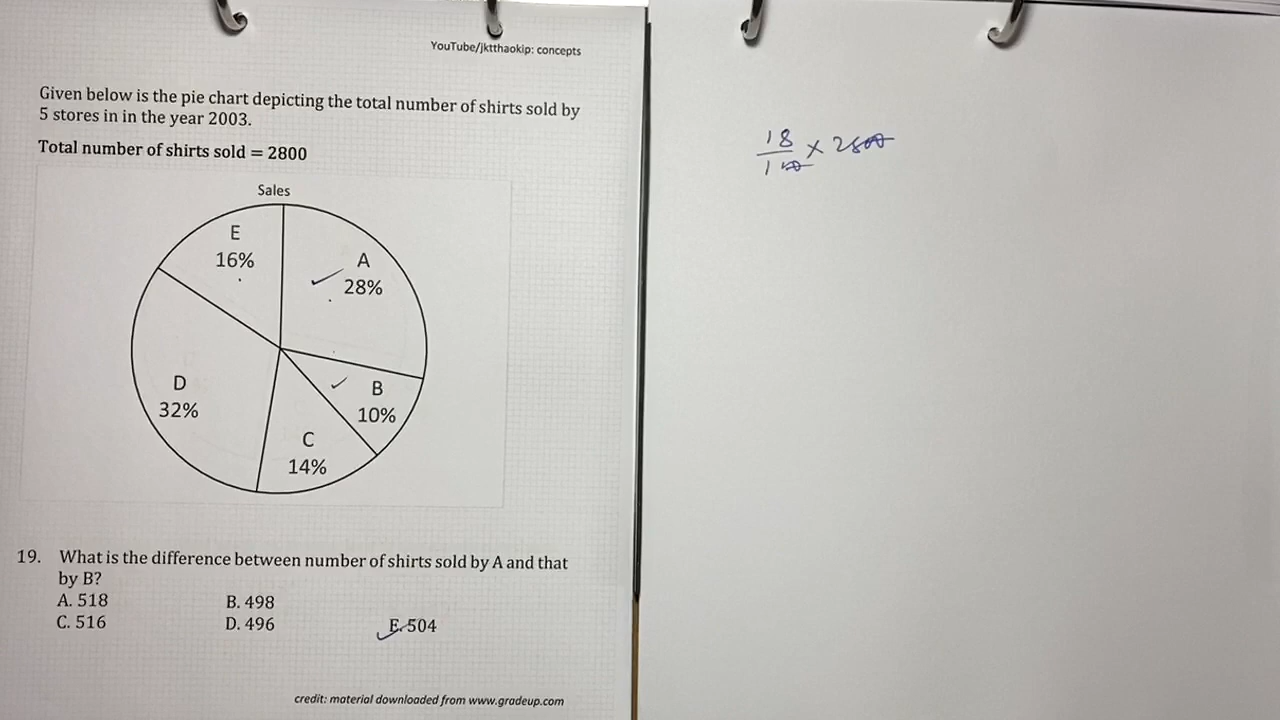 YouTube/jktthaokip: concepts
Given below is the pie chart depicting the total number of shirts sold by
5 stores in in the year 2003.
Total number of shirts sold = 2800
Sales
E
16%
A
28%
D
32%
B
10%
C
14%
19. What is the difference between number of shirts sold by A and that
by B?
A. 518 B. 498
C. 516 D. 496 E. 504
credit: material downloaded from www.gradeup.com
18
100 × 2800